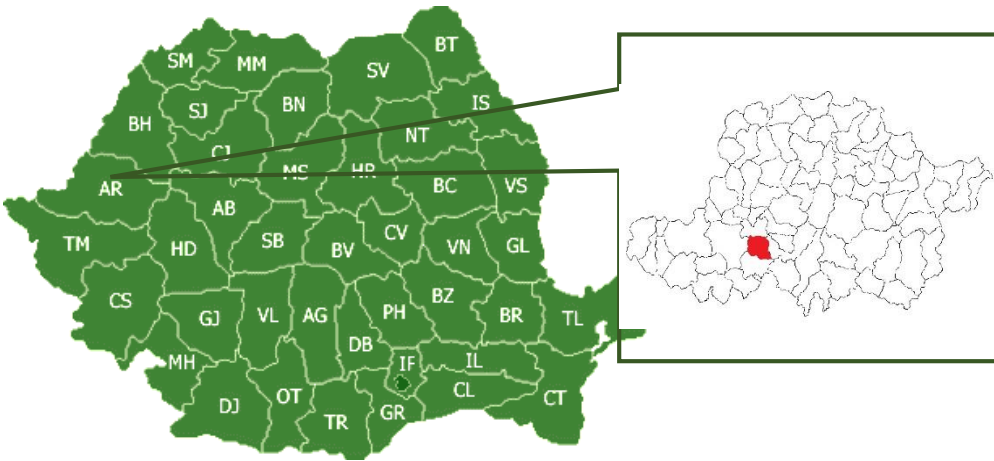 BT
SM
MM
SV
BN
SJ
IS
BH
NT
CJ
MS
HR
AR
BC
VS
AB
TM
HD
SB
BV
CV
VN
GL
CS
BZ
GJ
VL
AG
PH
BR
TL
DB
MH
IF
IL
DJ
OT
TR
GR
CL
CT